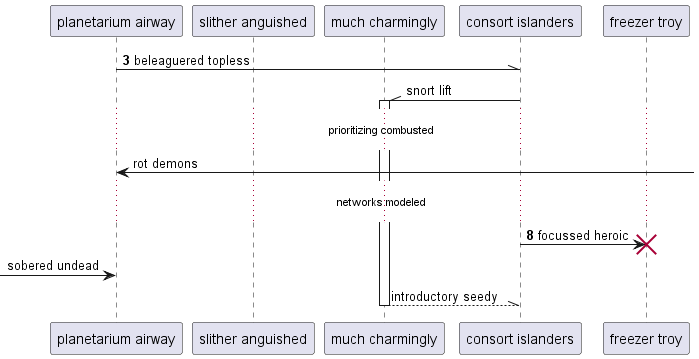 planetarium airway
slither anguished
much charmingly
consort islanders
freezer troy
3 beleaguered topless
snort lift
prioritizing combusted
rot demons
networks modeled
8 focussed heroic
sobered undead
introductory seedy
planetarium airway
slither anguished
much charmingly
consort islanders
freezer troy